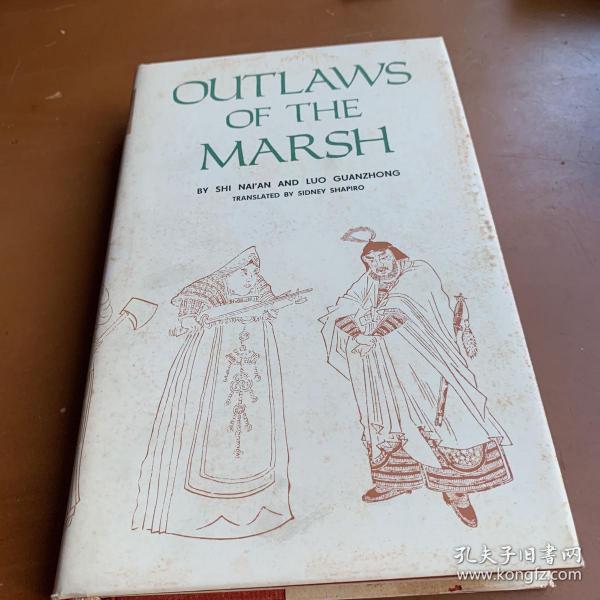 OUTLAWS
OF THE
MARSH
BY SHI NAI'AN AND LUO GUANZHONG
TRANSLATED BY SIDNEY SHAPIRO
孔夫子旧书网
www.kongfz.com